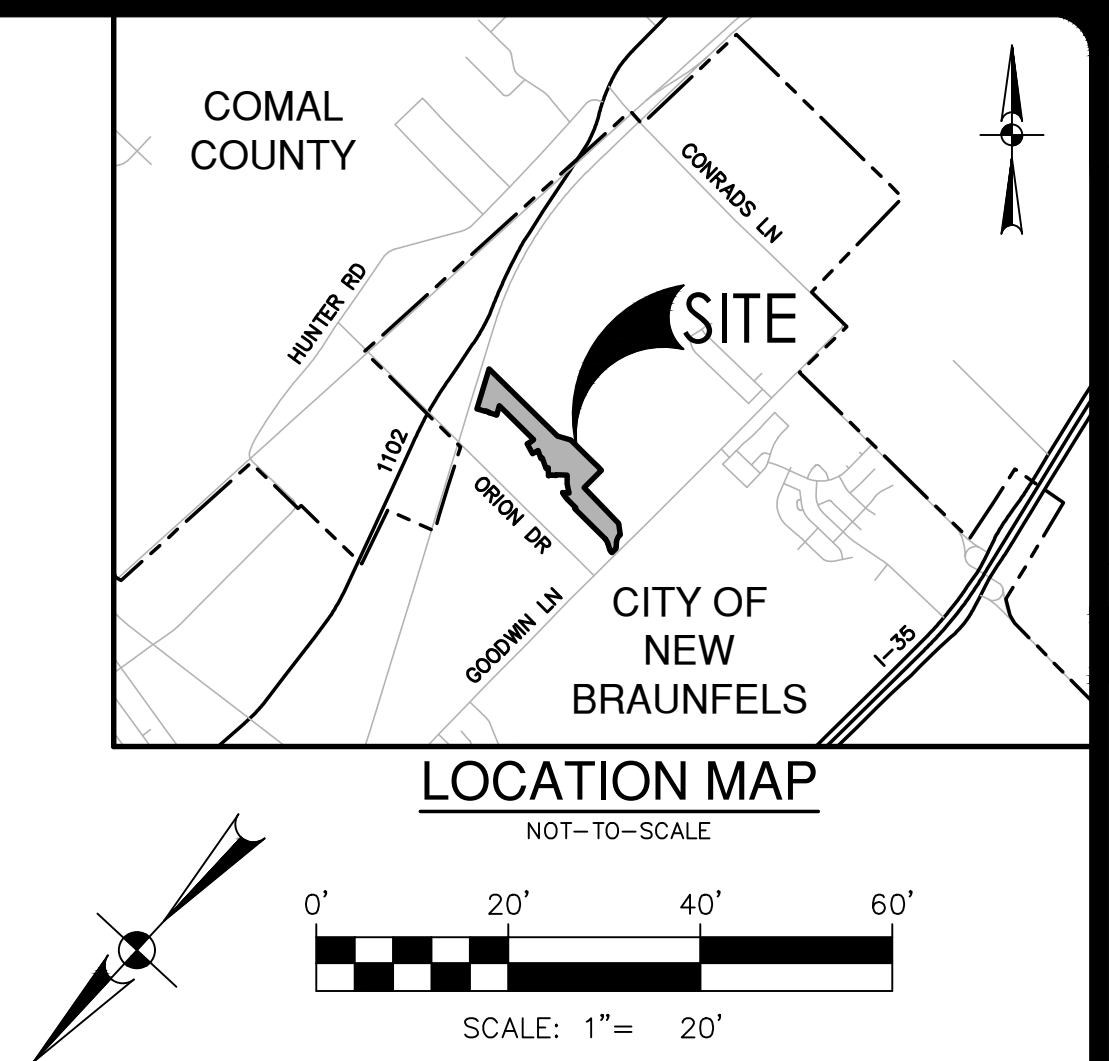 COMAL
COUNTY
CONRADS LN
HUNTER RD
SITE
1102
ORION DR
GOODWIN LN
CITY OF
NEW
BRAUNFELS
I-35
LOCATION MAP
NOT-TO-SCALE
0' 20' 40' 60'
SCALE: 1"= 20'